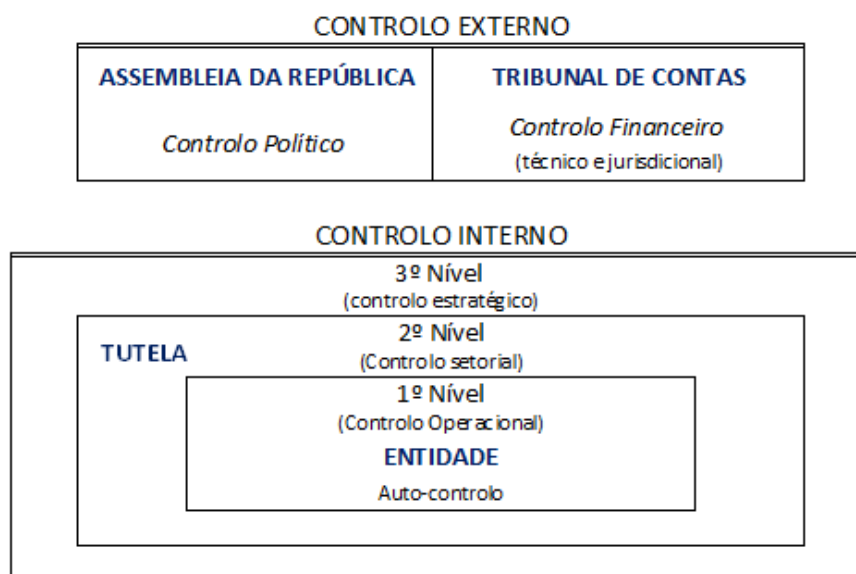 CONTROLO EXTERNO
ASSEMBLEIA DA REPÚBLICA
Controlo Político
TRIBUNAL DE CONTAS
Controlo Financeiro
(técnico e jurisdicional)
CONTROLO INTERNO
3º Nível
(controlo estratégico)
TUTELA
2º Nível
(Controlo setorial)
1º Nível
(Controlo Operacional)
ENTIDADE
Auto-controlo